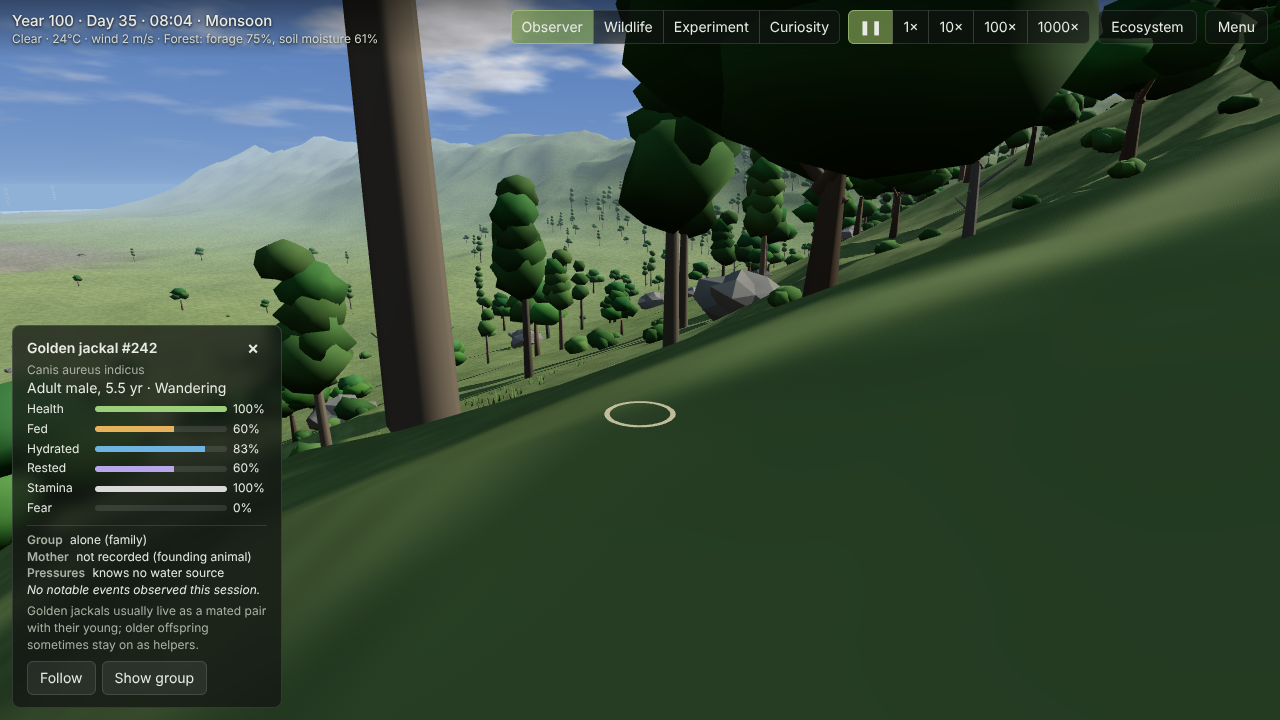 Year 100 · Day 35 · 08:04 · Monsoon
Clear · 24°C · wind 2 m/s · Forest: forage 75%, soil moisture 61%
Observer Wildlife Experiment Curiosity 1× 10× 100× 1000× Ecosystem Menu
Golden jackal #242 ×
Canis aureus indicus
Adult male, 5.5 yr · Wandering
Health 100%
Fed 60%
Hydrated 83%
Rested 60%
Stamina 100%
Fear 0%
Group alone (family)
Mother not recorded (founding animal)
Pressures knows no water source
No notable events observed this session.
Golden jackals usually live as a mated pair
with their young; older offspring
sometimes stay on as helpers.
Follow Show group